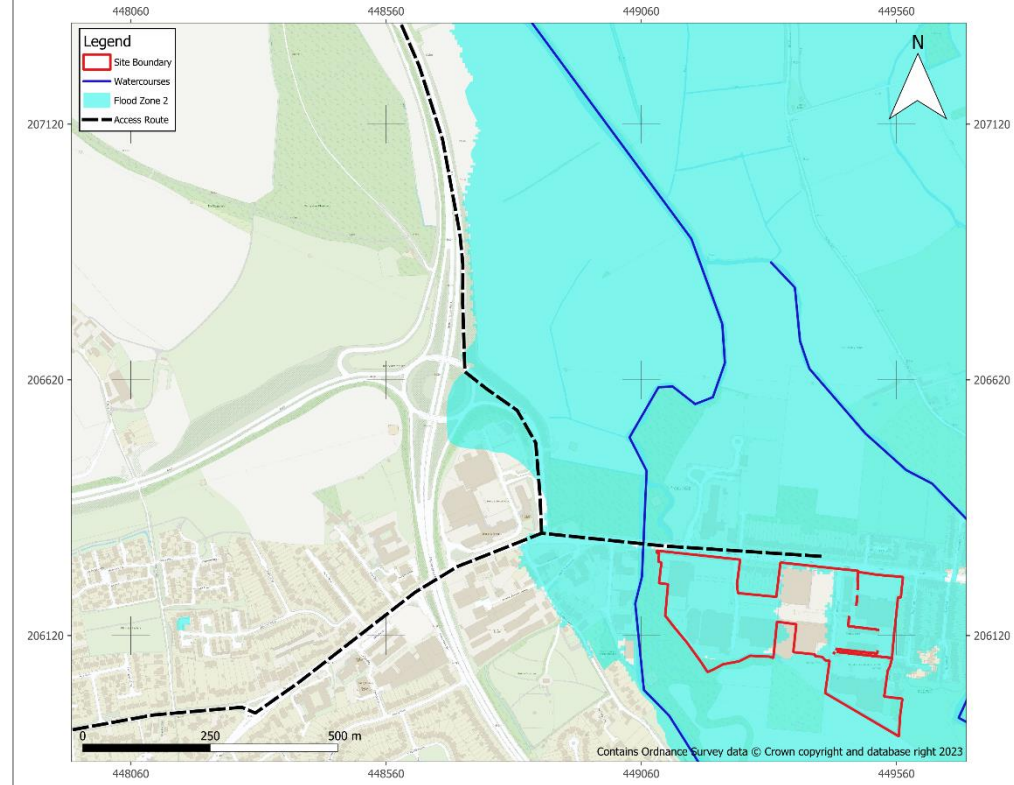 448060 448560 449060 449560
Legend
Site Boundary
Watercourses
Flood Zone 2
Access Route
N
207120 207120
206620 206620
206120 206120
0 250 500 m
Contains Ordnance Survey data © Crown copyright and database right 2023
448060 448560 449060 449560